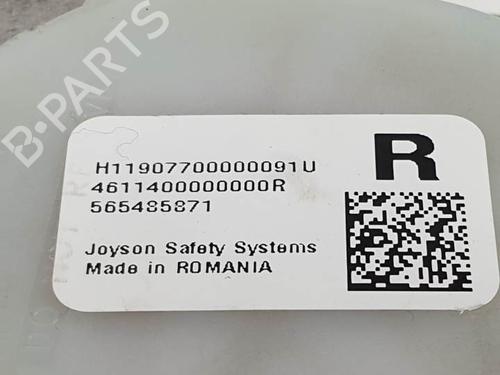 B-PARTS
R
H11907700000091U
4611400000000R
565485871
Joyson Safety Systems
Made in ROMANIA